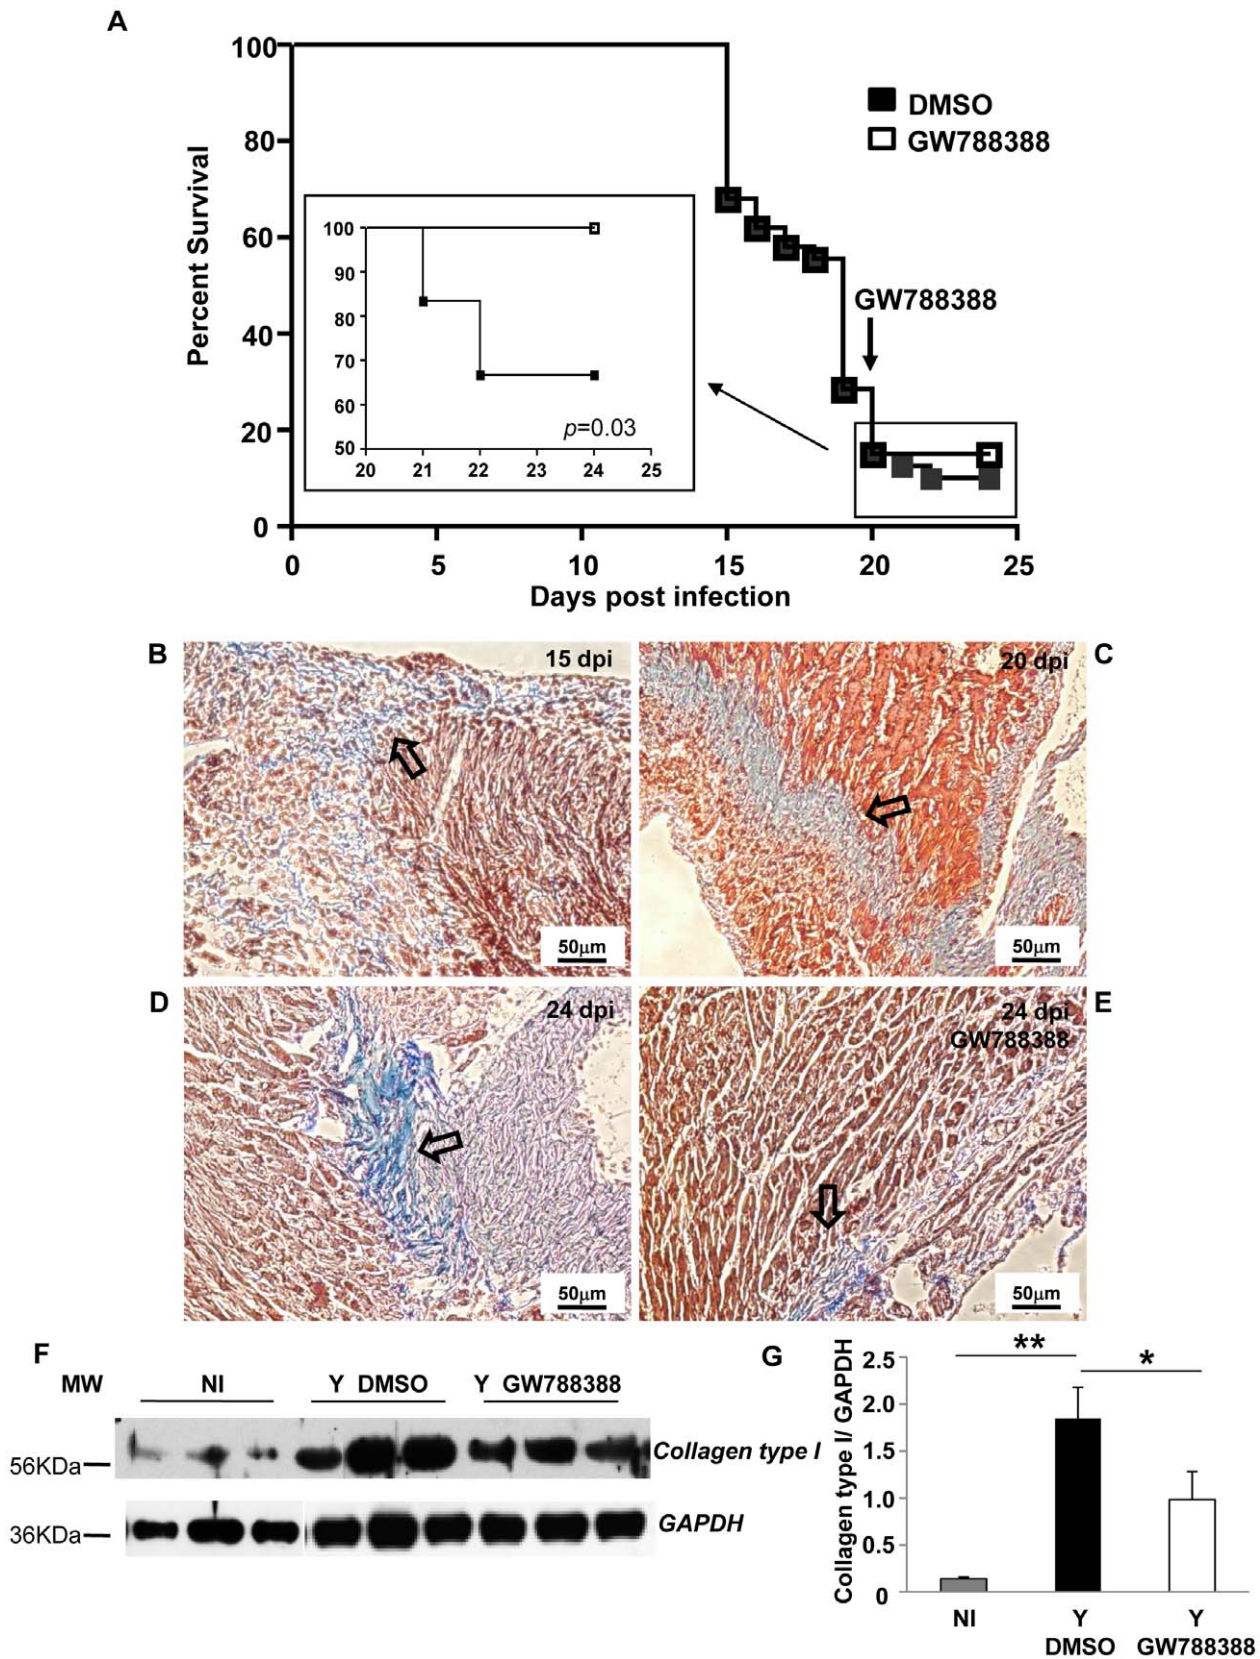 A
100
80
60
40
20
0
Percent Survival
DMSO
GW788388
GW788388
100
90
80
70
60
50
p=0.03
20 21 22 23 24 25
0 5 10 15 20 25
Days post infection
B
15 dpi
50μm
20 dpi
C
50μm
D
24 dpi
50μm
24 dpi
GW788388
E
50μm
F
MW NI Y DMSO Y GW788388
56KDa
Collagen type I
36KDa
GAPDH
G
Collagen type I/ GAPDH
2.5
2.0
1.5
1.0
0.5
0
**
*
NI Y Y
DMSO GW788388